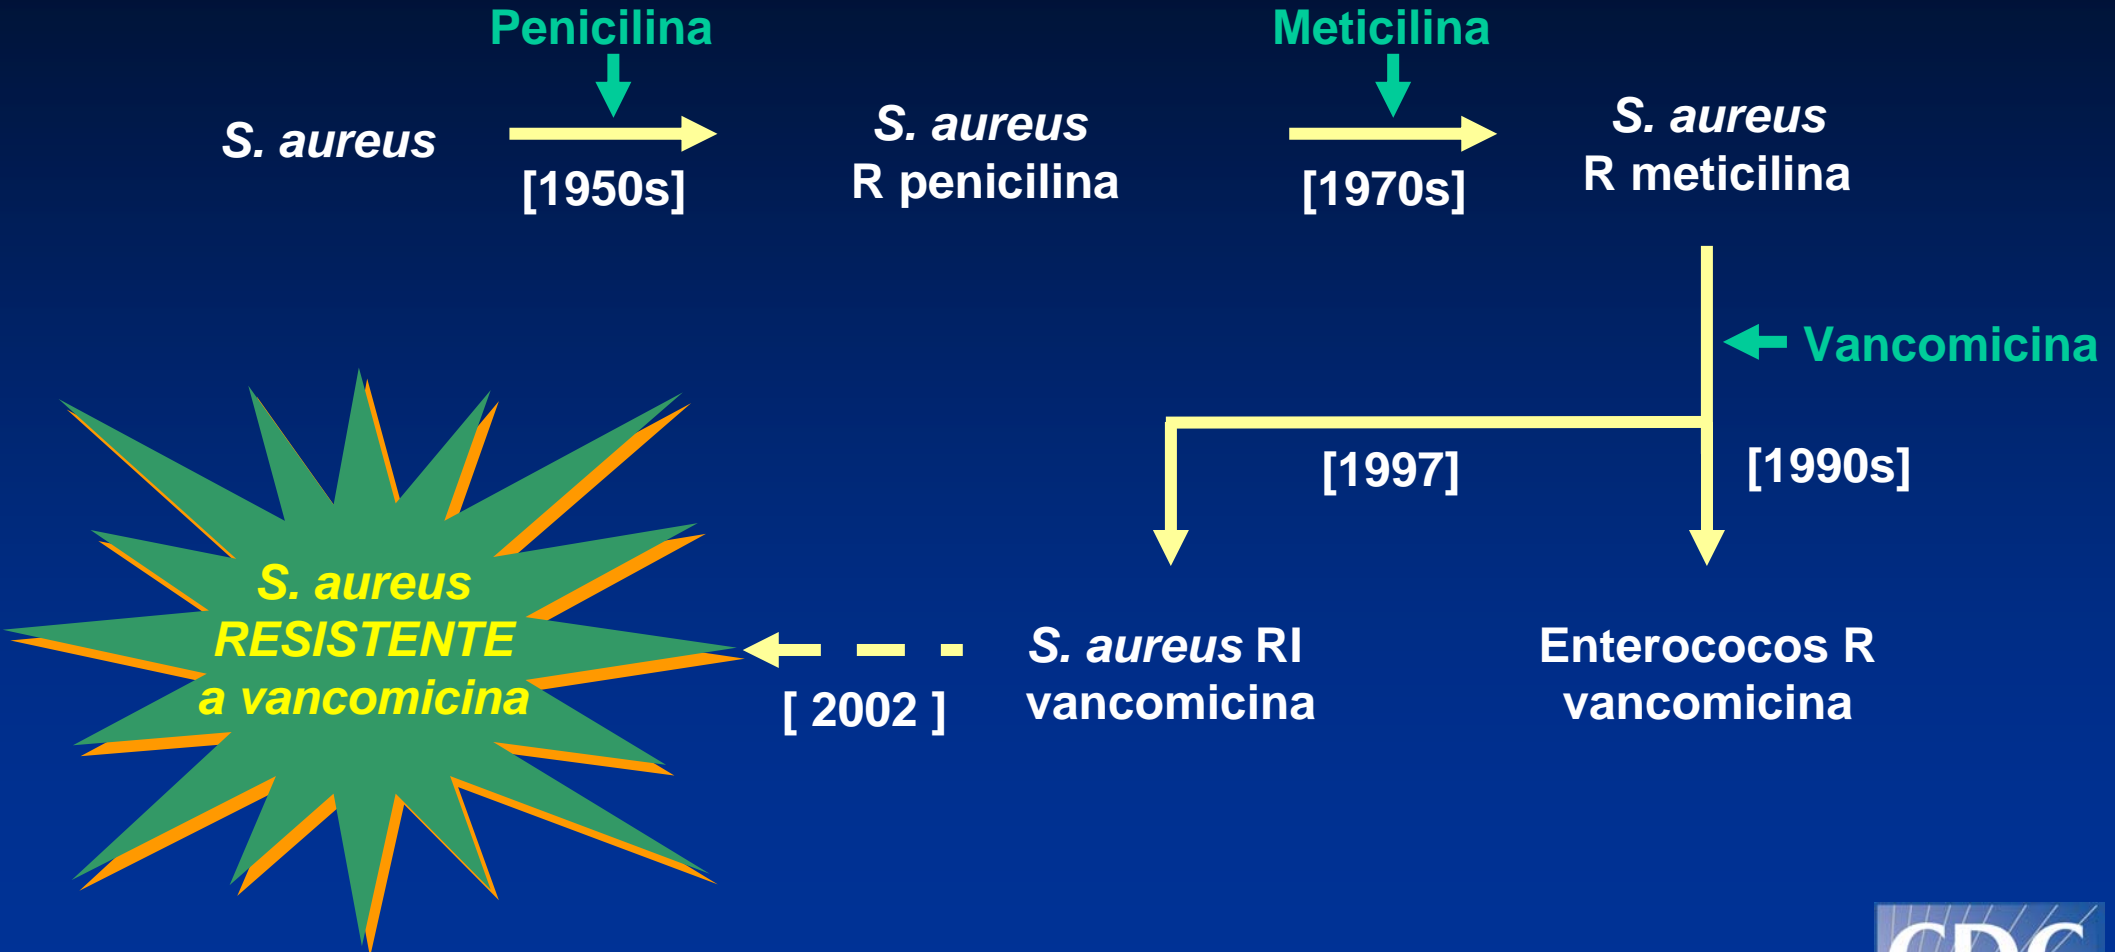 Penicilina
Meticilina
S. aureus
[1950s]
S. aureus
R penicilina
[1970s]
S. aureus
R meticilina
Vancomicina
[1997]
[1990s]
S. aureus
RESISTENTE
a vancomicina
[ 2002 ]
S. aureus RI
vancomicina
Enterococos R
vancomicina
CDC